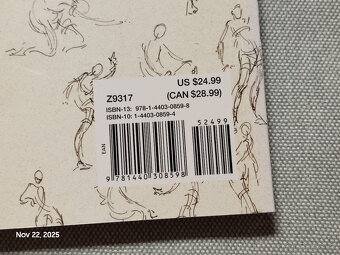 US $24.99
Z9317 (CAN $28.99)
ISBN-13: 978-1-4403-0859-8
ISBN-10: 1-4403-0859-4
52499
EAN
9 781440 308598
Nov 22, 2025